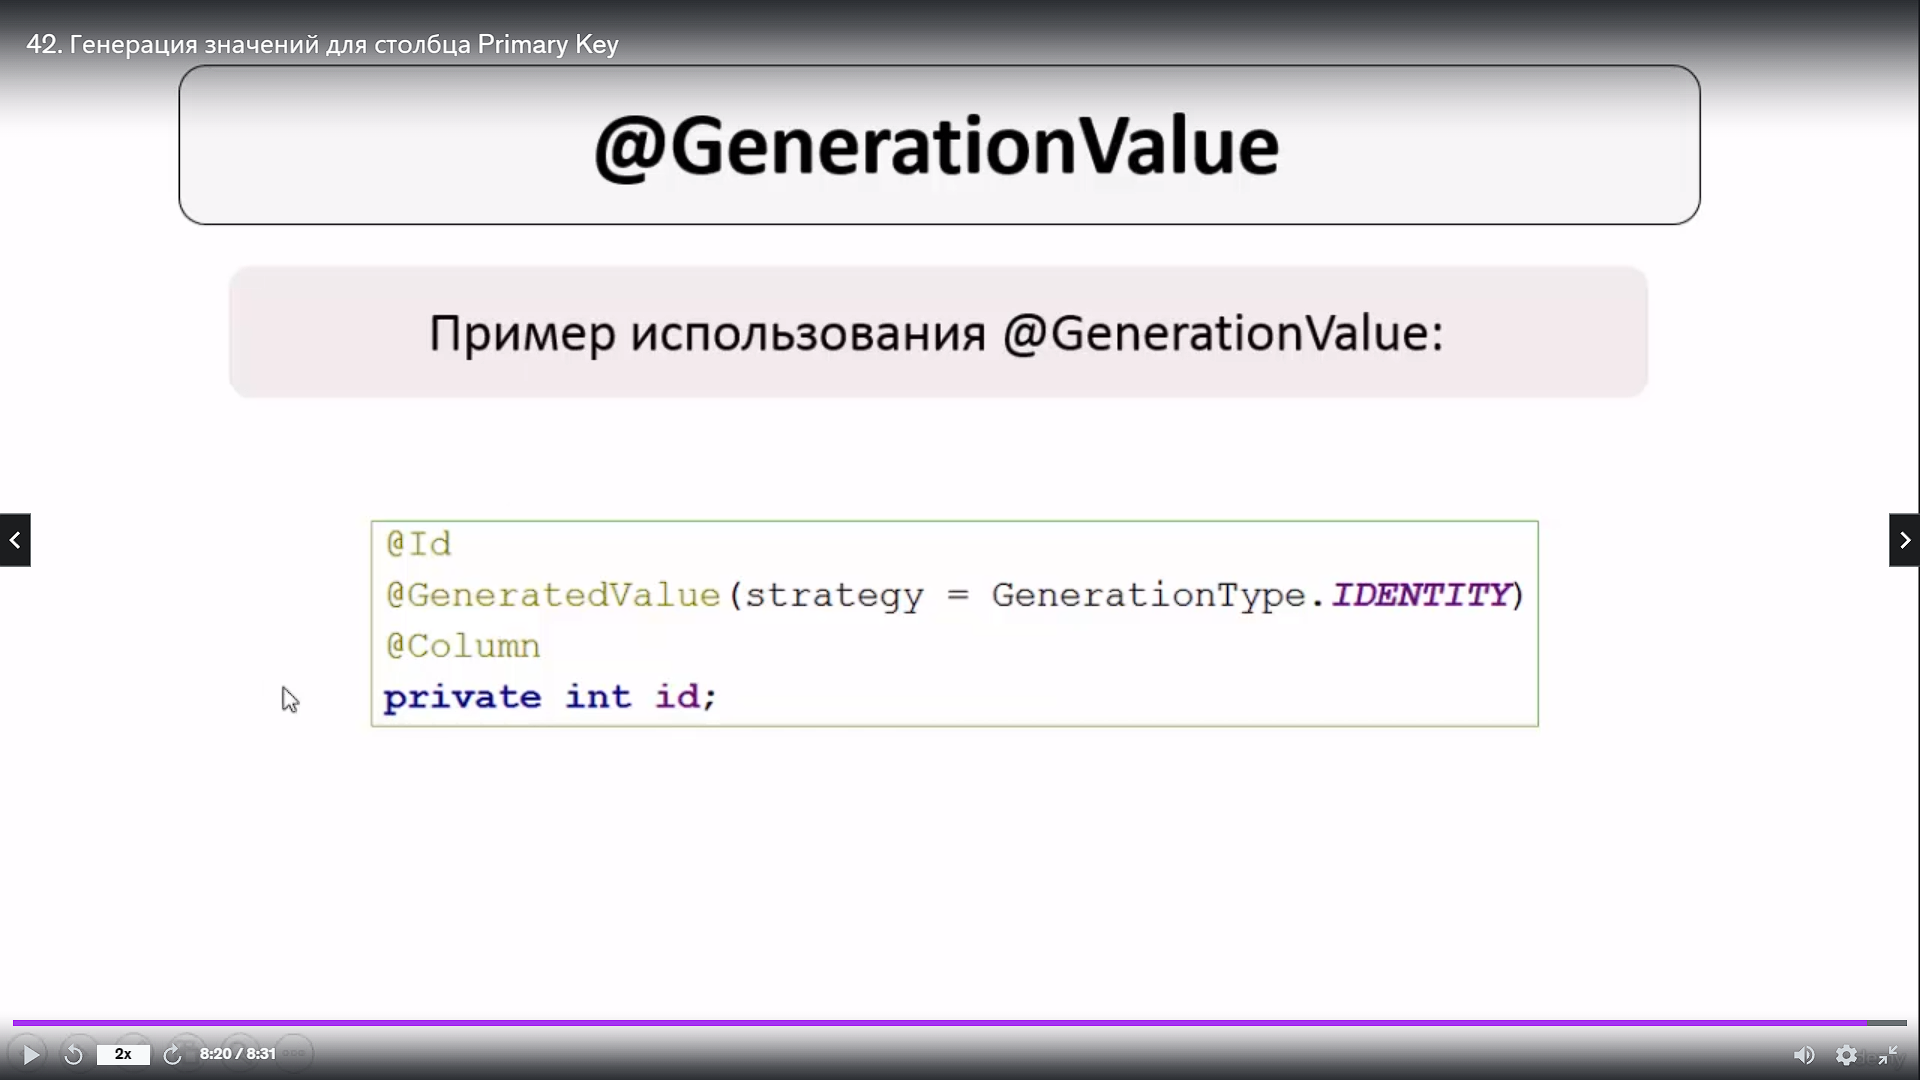 42. Генерация значений для столбца Primary Key
@GenerationValue
Пример использования @GenerationValue:
@Id
@GeneratedValue(strategy = GenerationType.IDENTITY)
@Column
private int id;
2x
8:20 / 8:31